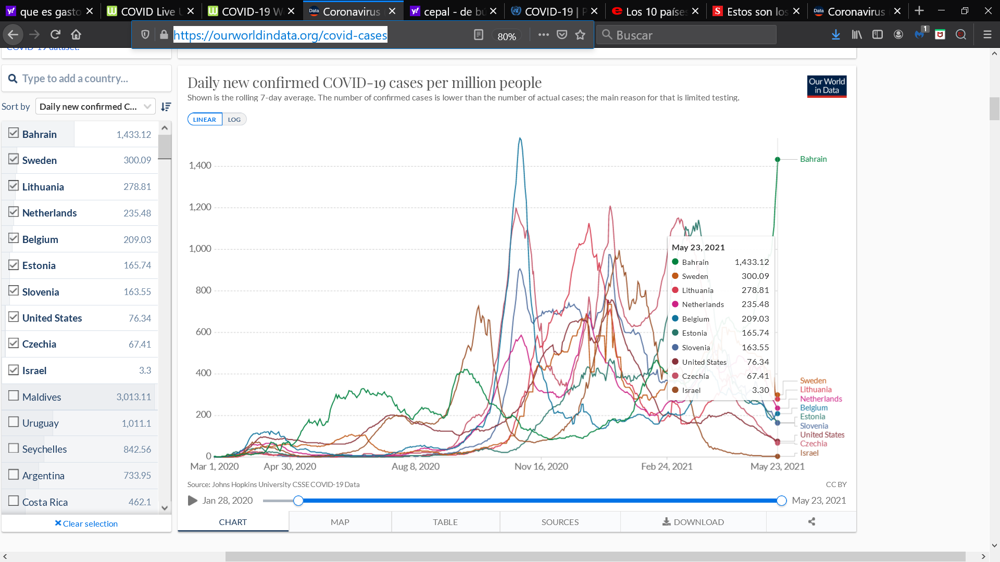 que es gasto
COVID Live U
COVID-19 W
Coronavirus (
cepal - de bú
COVID-19 | P
Los 10 países
Estos son los
Coronavirus
https://ourworldindata.org/covid-cases
80%
Buscar
1
COVID-19 dataset.
Type to add a country...
Sort by
Daily new confirmed C...
Bahrain 1,433.12
Sweden 300.09
Lithuania 278.81
Netherlands 235.48
Belgium 209.03
Estonia 165.74
Slovenia 163.55
United States 76.34
Czechia 67.41
Israel 3.3
Maldives 3,013.11
Uruguay 1,011.1
Seychelles 842.56
Argentina 733.95
Costa Rica 462.1
Clear selection
Daily new confirmed COVID-19 cases per million people
Shown is the rolling 7-day average. The number of confirmed cases is lower than the number of actual cases; the main reason for that is limited testing.
Our World
in Data
LINEAR
LOG
1,400
1,200
1,000
800
600
400
200
0
Mar 1, 2020
Apr 30, 2020
Aug 8, 2020
Nov 16, 2020
Feb 24, 2021
May 23, 2021
May 23, 2021
Bahrain 1,433.12
Sweden 300.09
Lithuania 278.81
Netherlands 235.48
Belgium 209.03
Estonia 165.74
Slovenia 163.55
United States 76.34
Czechia 67.41
Israel 3.30
Bahrain
Sweden
Lithuania
Netherlands
Belgium
Estonia
Slovenia
United States
Czechia
Israel
Source: Johns Hopkins University CSSE COVID-19 Data
CC BY
Jan 28, 2020
May 23, 2021
CHART
MAP
TABLE
SOURCES
DOWNLOAD